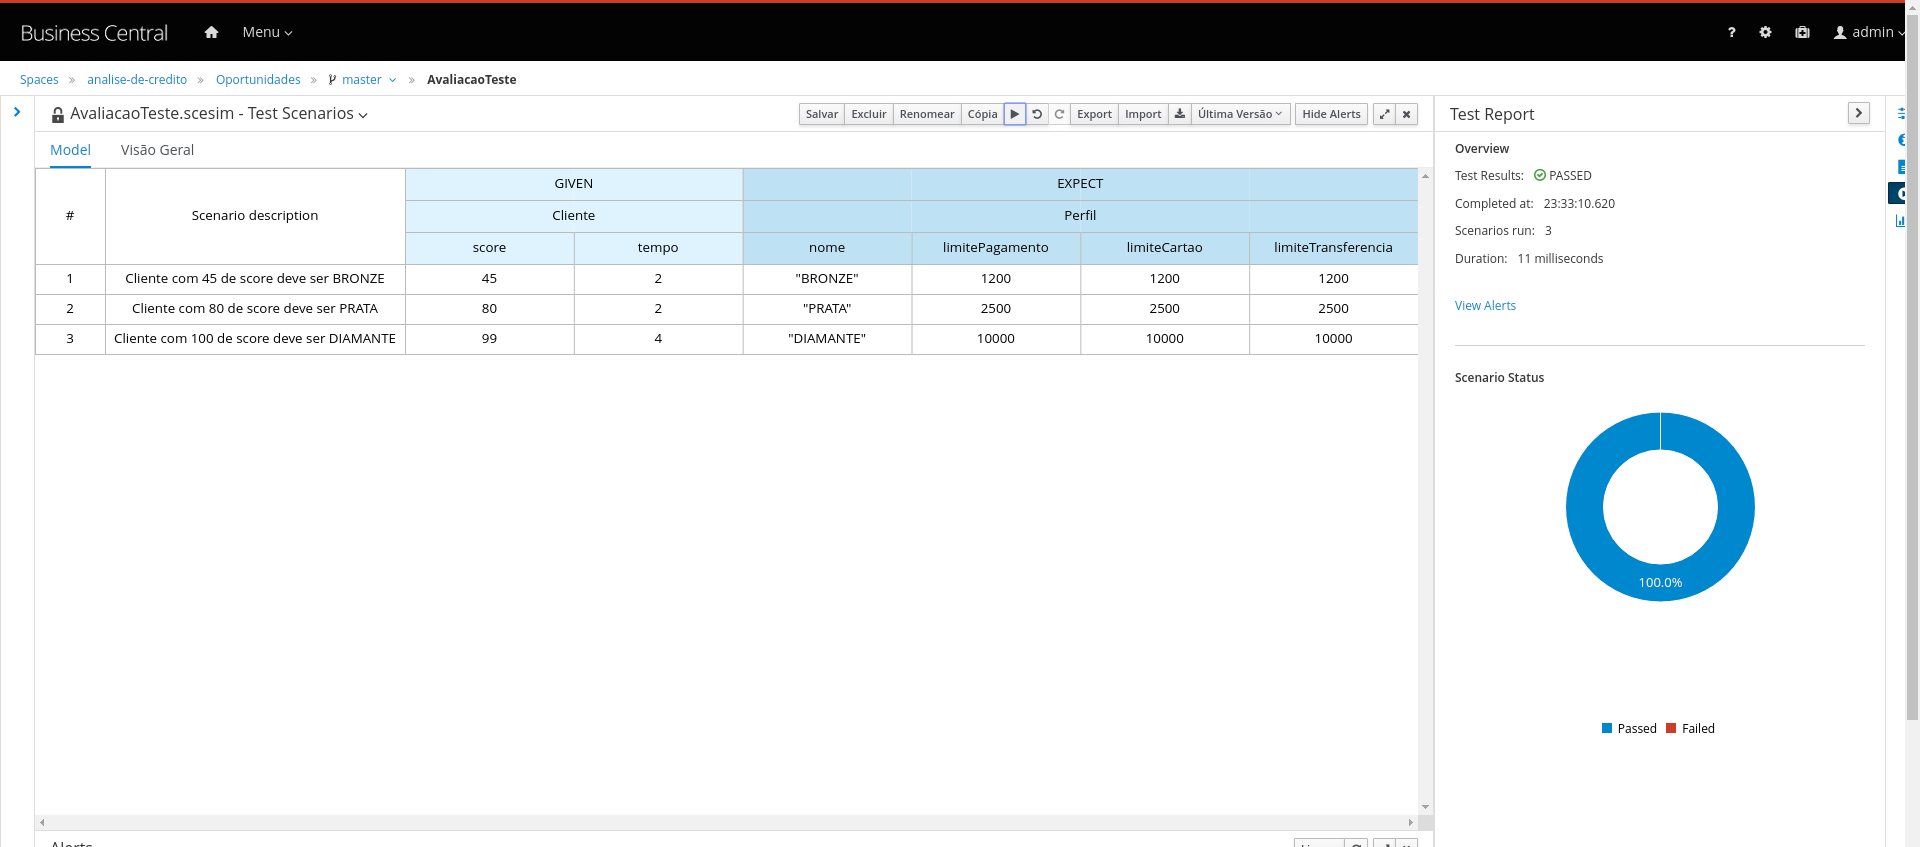 Business Central
Menu
? admin
Spaces » analise-de-credito » Oportunidades » master » AvaliacaoTeste
AvaliacaoTeste.scesim - Test Scenarios
Salvar Excluir Renomear Cópia Export Import Última Versão Hide Alerts
Model Visão Geral
# Scenario description GIVEN EXPECT
Cliente Perfil
score tempo nome limitePagamento limiteCartao limiteTransferencia
1 Cliente com 45 de score deve ser BRONZE 45 2 "BRONZE" 1200 1200 1200
2 Cliente com 80 de score deve ser PRATA 80 2 "PRATA" 2500 2500 2500
3 Cliente com 100 de score deve ser DIAMANTE 99 4 "DIAMANTE" 10000 10000 10000
Alerts
Test Report
Overview
Test Results: PASSED
Completed at: 23:33:10.620
Scenarios run: 3
Duration: 11 milliseconds
View Alerts
Scenario Status
100.0%
Passed Failed